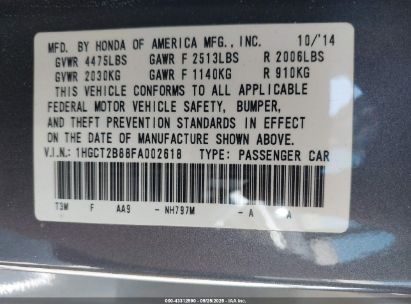 MFD. BY HONDA OF AMERICA MFG., INC. 10/'14
GVWR 4475LBS GAWR F 2513LBS R 2006LBS
GVWR 2030KG GAWR F 1140KG R 910KG
THIS VEHICLE CONFORMS TO ALL APPLICABLE
FEDERAL MOTOR VEHICLE SAFETY, BUMPER,
AND THEFT PREVENTION STANDARDS IN EFFECT
ON THE DATE OF MANUFACTURE SHOWN ABOVE.
V.I.N.: 1HGCT2B88FA002618 TYPE: PASSENGER CAR
T3M F AA9 - NH797M - A A